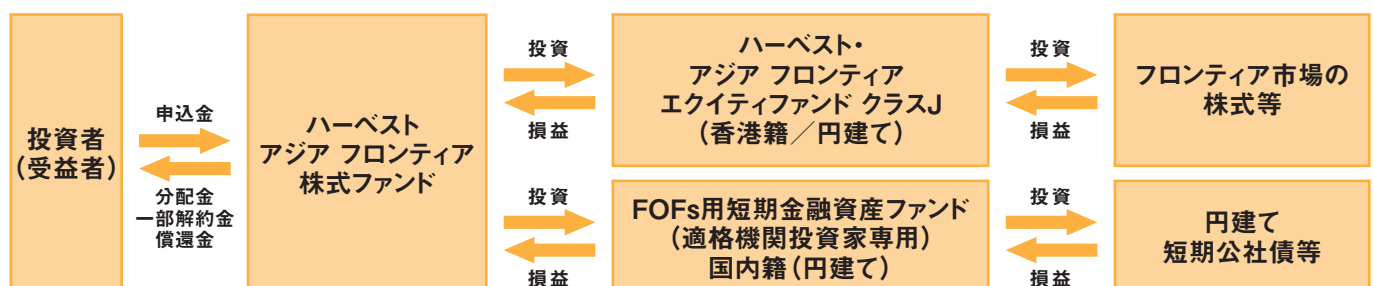 投資者
(受益者)
申込金
分配金
一部解約金
償還金
ハーベスト
アジア フロンティア
株式ファンド
投資
損益
ハーベスト・
アジア フロンティア
エクイティファンド クラスJ
(香港籍／円建て)
投資
損益
フロンティア市場の
株式等
投資
損益
FOFs用短期金融資産ファンド
(適格機関投資家専用)
国内籍(円建て)
投資
損益
円建て
短期公社債等